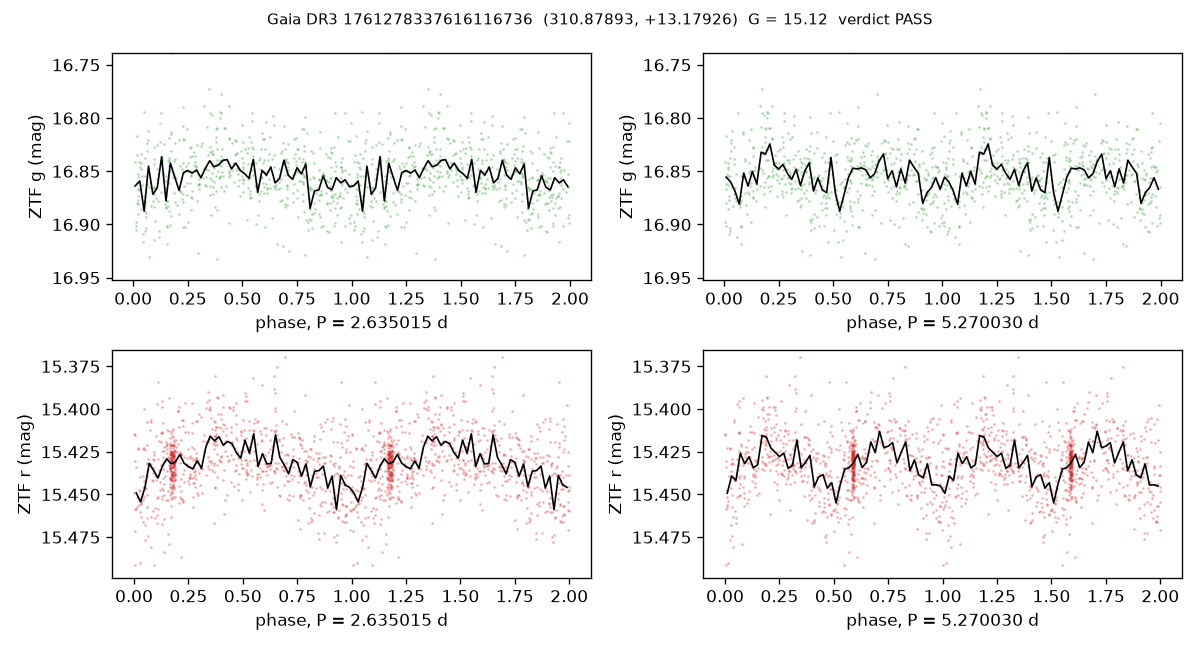 Gaia DR3 1761278337616116736 (310.87893, +13.17926) G = 15.12 verdict PASS
16.75
16.80
16.85
16.90
16.95
ZTF g (mag)
0.00 0.25 0.50 0.75 1.00 1.25 1.50 1.75 2.00
phase, P = 2.635015 d
16.75
16.80
16.85
16.90
16.95
ZTF g (mag)
0.00 0.25 0.50 0.75 1.00 1.25 1.50 1.75 2.00
phase, P = 5.270030 d
15.375
15.400
15.425
15.450
15.475
ZTF r (mag)
0.00 0.25 0.50 0.75 1.00 1.25 1.50 1.75 2.00
phase, P = 2.635015 d
15.375
15.400
15.425
15.450
15.475
ZTF r (mag)
0.00 0.25 0.50 0.75 1.00 1.25 1.50 1.75 2.00
phase, P = 5.270030 d